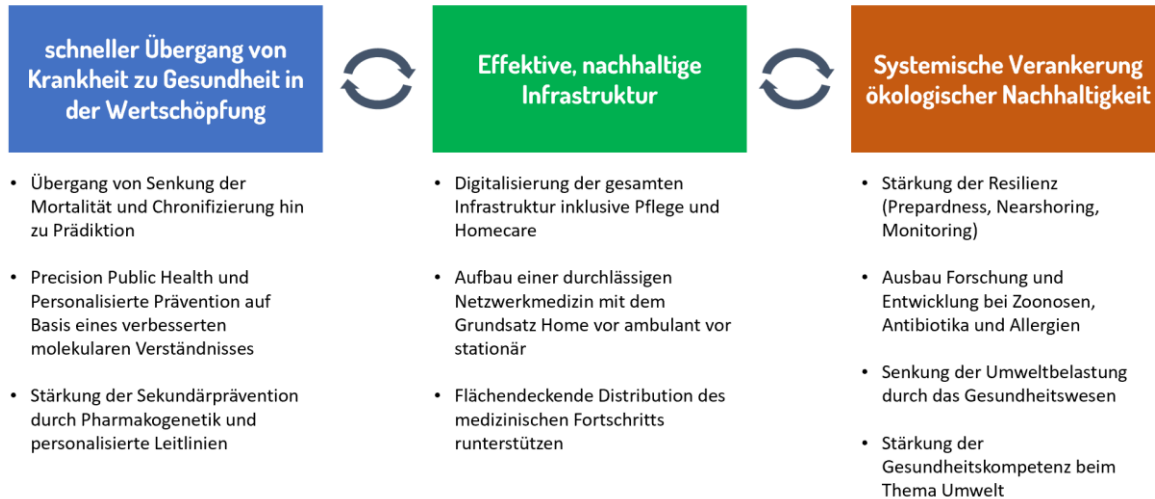 schneller Übergang von
Krankheit zu Gesundheit in
der Wertschöpfung
Effektive, nachhaltige
Infrastruktur
Systemische Verankerung
ökologischer Nachhaltigkeit
• Übergang von Senkung der
Mortalität und Chronifizierung hin
zu Prädiktion
• Precision Public Health und
Personalisierte Prävention auf
Basis eines verbesserten
molekularen Verständnisses
• Stärkung der Sekundärprävention
durch Pharmakogenetik und
personalisierte Leitlinien
• Digitalisierung der gesamten
Infrastruktur inklusive Pflege und
Homecare
• Aufbau einer durchlässigen
Netzwerkmedizin mit dem
Grundsatz Home vor ambulant vor
stationär
• Flächendeckende Distribution des
medizinischen Fortschritts
runterstützen
• Stärkung der Resilienz
(Prepardness, Nearshoring,
Monitoring)
• Ausbau Forschung und
Entwicklung bei Zoonosen,
Antibiotika und Allergien
• Senkung der Umweltbelastung
durch das Gesundheitswesen
• Stärkung der
Gesundheitskompetenz beim
Thema Umwelt